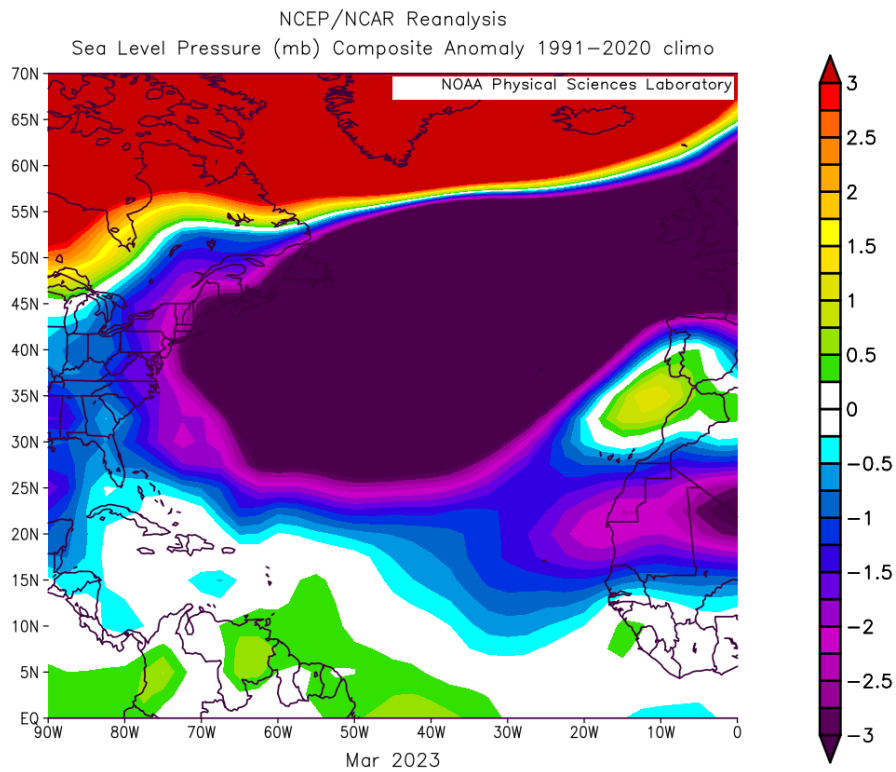 NCEP/NCAR Reanalysis
Sea Level Pressure (mb) Composite Anomaly 1991-2020 climo
NOAA Physical Sciences Laboratory
70N
65N
60N
55N
50N
45N
40N
35N
30N
25N
20N
15N
10N
5N
EQ
90W 80W 70W 60W 50W 40W 30W 20W 10W 0
Mar 2023
3
2.5
2
1.5
1
0.5
0
-0.5
-1
-1.5
-2
-2.5
-3